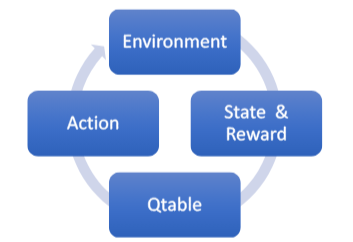 Environment
Action
State & 
Reward
Qtable